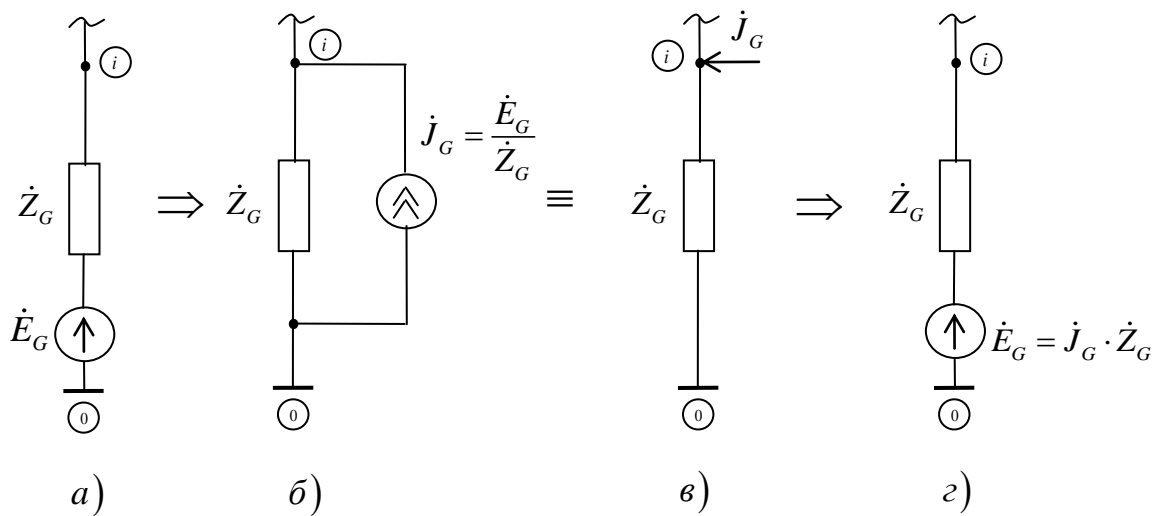 i
Ż_G
Ė_G
0
а)
⇒
i
Ż_G
J̇_G = Ė_G / Ż_G
0
б)
≡
i
J̇_G
Ż_G
0
в)
⇒
i
Ż_G
Ė_G = J̇_G · Ż_G
0
г)